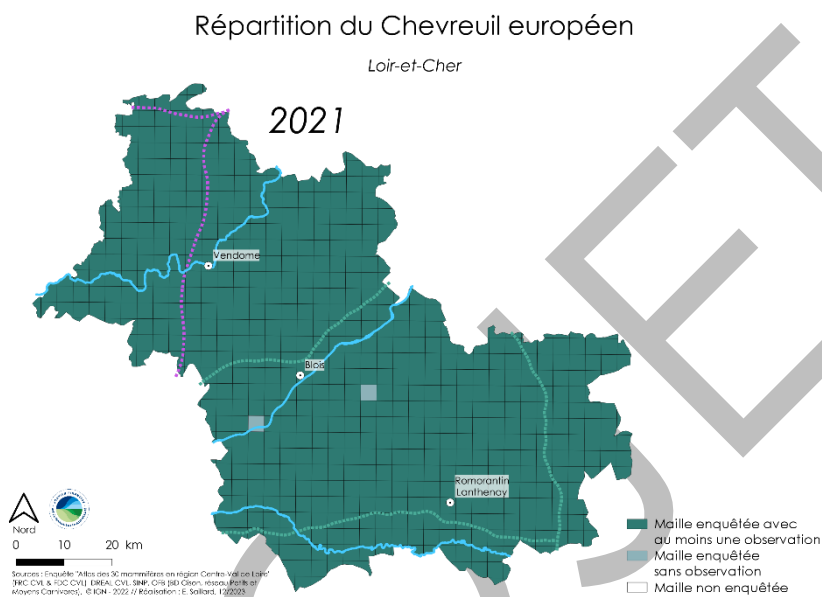 Répartition du Chevreuil européen
Loir-et-Cher
2021
Vendome
Blois
Romorantin
Lanthenay
Nord
0 10 20 km
Maille enquêtée avec
au moins une observation
Maille enquêtée
sans observation
Maille non enquêtée
Sources : Enquête "Atlas des 30 mammifères en région Centre-Val de Loire"
(FRC CVL & FDC CVL), DREAL CVL, SINP, OFB (BD Cison, réseau Petits et
Moyens Carnivores), © IGN - 2022 // Réalisation : E. Saillard, 12/2023